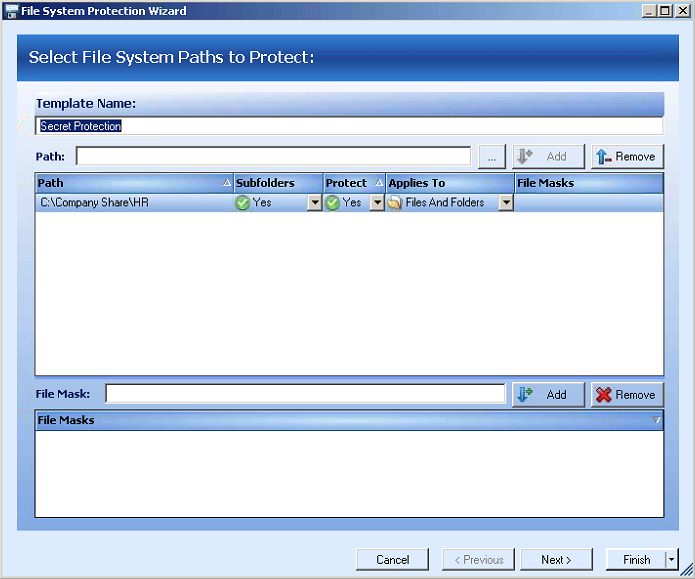 File System Protection Wizard
Select File System Paths to Protect:
Template Name:
Secret Protection
Path: ... Add Remove
Path Subfolders Protect Applies To File Masks
C:\Company Share\HR Yes Yes Files And Folders
File Mask: Add Remove
File Masks
Cancel < Previous Next > Finish